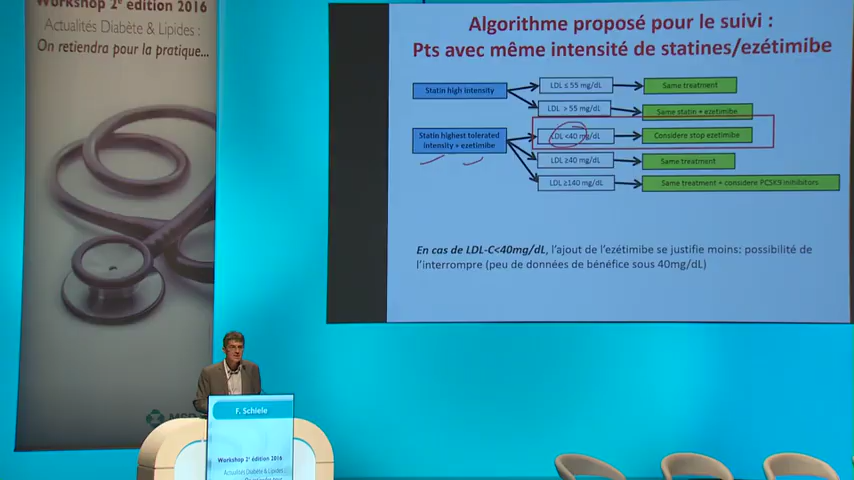 Workshop 2e édition 2016
Actualités Diabète & Lipides :
On retiendra pour la pratique...
Algorithme proposé pour le suivi :
Pts avec même intensité de statines/ezétimibe
Statin high intensity
LDL ≤ 55 mg/dL
Same treatment
LDL > 55 mg/dL
Same statin + ezetimibe
Statin highest tolerated
intensity + ezetimibe
LDL <40 mg/dL
Considere stop ezetimibe
LDL ≥40 mg/dL
Same treatment
LDL ≥140 mg/dL
Same treatment + considere PCSK9 inihibitors
En cas de LDL-C<40mg/dL, l'ajout de l'ezétimibe se justifie moins: possibilité de
l'interrompre (peu de données de bénéfice sous 40mg/dL)
MSD
F. Schiele
Workshop 2e édition 2016
Actualités Diabète & Lipides :